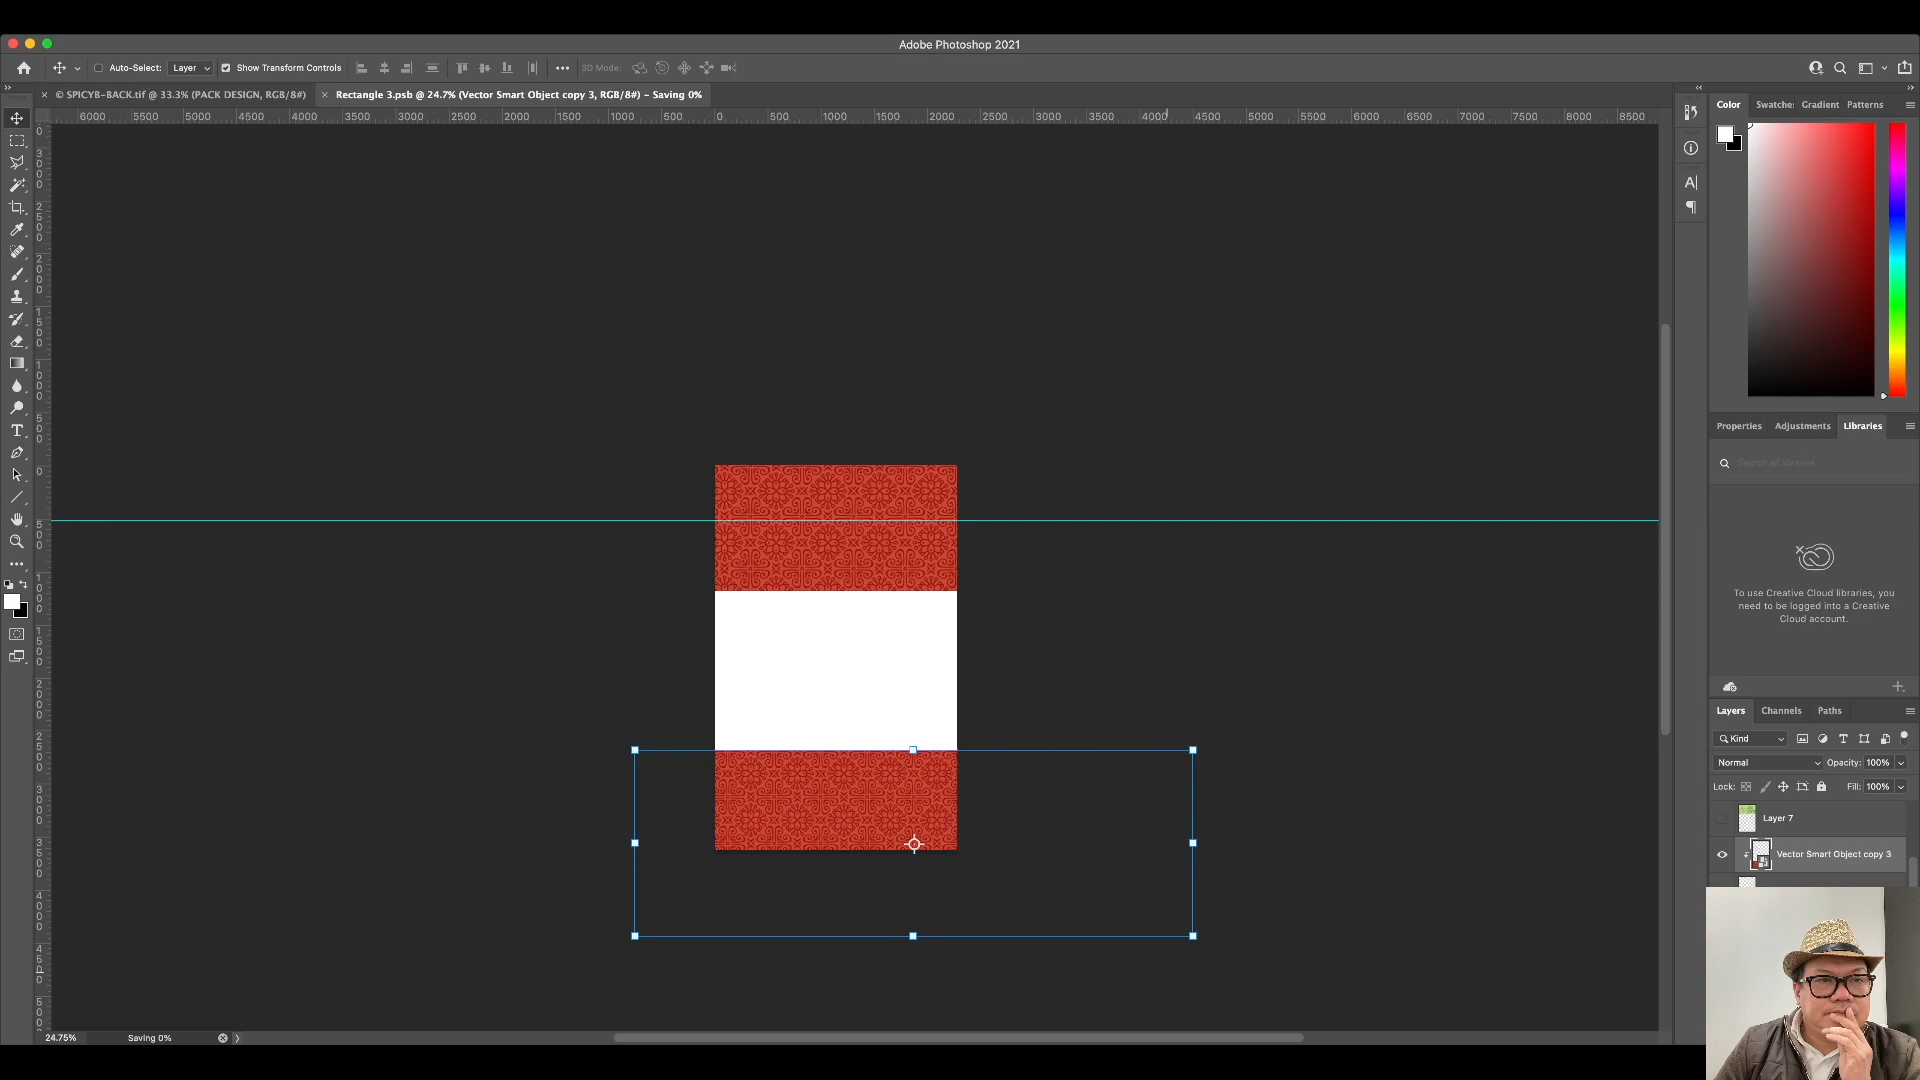 Adobe Photoshop 2021
Auto-Select: Layer Show Transform Controls 3D Mode:
© SPICYB-BACK.tif @ 33.3% (PACK DESIGN, RGB/8#) Rectangle 3.psb @ 24.7% (Vector Smart Object copy 3, RGB/8#) – Saving 0%
6000 5500 5000 4500 4000 3500 3000 2500 2000 1500 1000 500 0 500 1000 1500 2000 2500 3000 3500 4000 4500 5000 5500 6000 6500 7000 7500 8000 8500
Color Swatches Gradient Patterns
Properties Adjustments Libraries
Search all libraries
To use Creative Cloud libraries, you
need to be logged into a Creative
Cloud account.
Layers Channels Paths
Kind
Normal Opacity: 100%
Lock: Fill: 100%
Layer 7
Vector Smart Object copy 3
24.75% Saving 0%